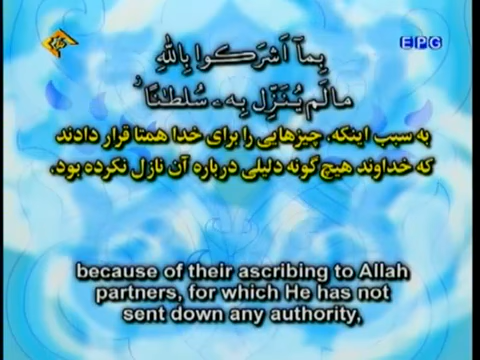 EPG
بِمَآ أَشۡرَكُوا بِٱللَّهِ
مَا لَمۡ يُنَزِّلۡ بِهِۦ سُلۡطَٰنٗا ۖ
به سبب اینکه، چیزهایی را برای خدا همتا قرار دادند
که خداوند هیچ گونه دلیلی درباره آن نازل نکرده بود.
because of their ascribing to Allah
partners, for which He has not
sent down any authority,